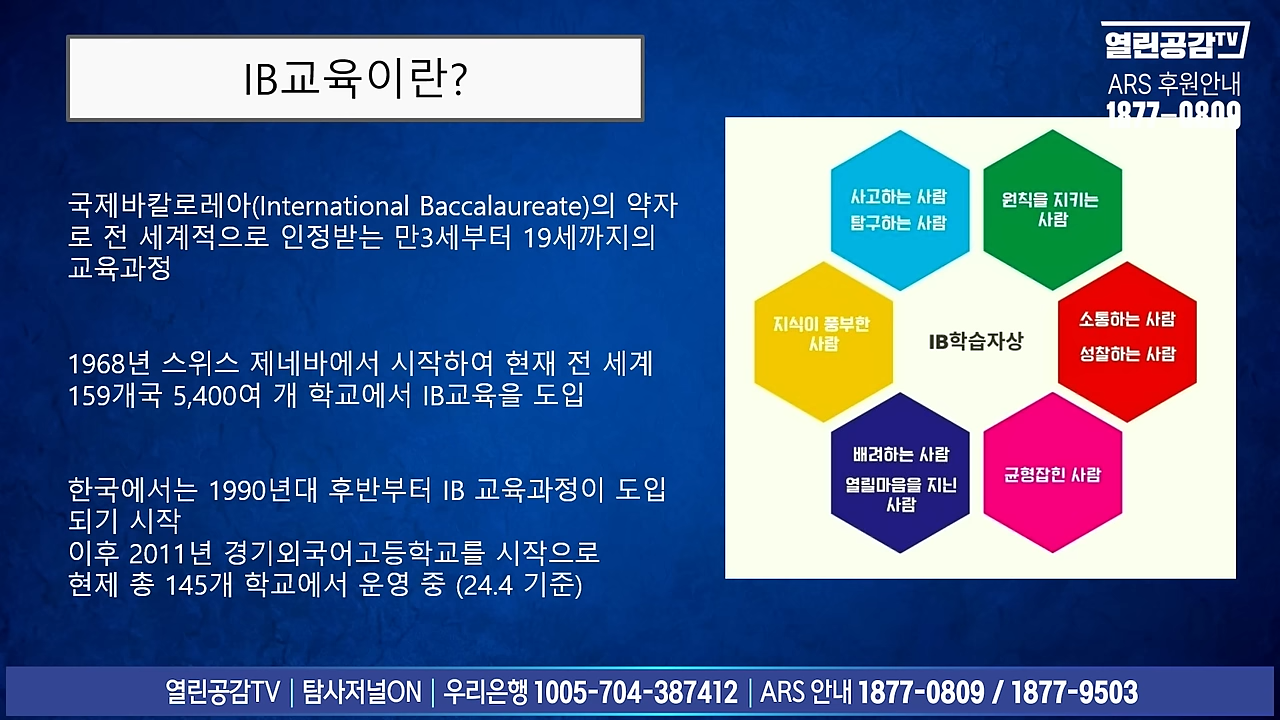 IB교육이란?
열린공감TV
ARS 후원안내
1877-0809
국제바칼로레아(International Baccalaureate)의 약자
로 전 세계적으로 인정받는 만3세부터 19세까지의
교육과정
1968년 스위스 제네바에서 시작하여 현재 전 세계
159개국 5,400여 개 학교에서 IB교육을 도입
한국에서는 1990년대 후반부터 IB 교육과정이 도입
되기 시작
이후 2011년 경기외국어고등학교를 시작으로
현제 총 145개 학교에서 운영 중 (24.4 기준)
사고하는 사람
탐구하는 사람
원칙을 지키는
사람
지식이 풍부한
사람
IB학습자상
소통하는 사람
성찰하는 사람
배려하는 사람
열릴마음을 지닌
사람
균형잡힌 사람
열린공감TV | 탐사저널ON | 우리은행 1005-704-387412 | ARS 안내 1877-0809 / 1877-9503